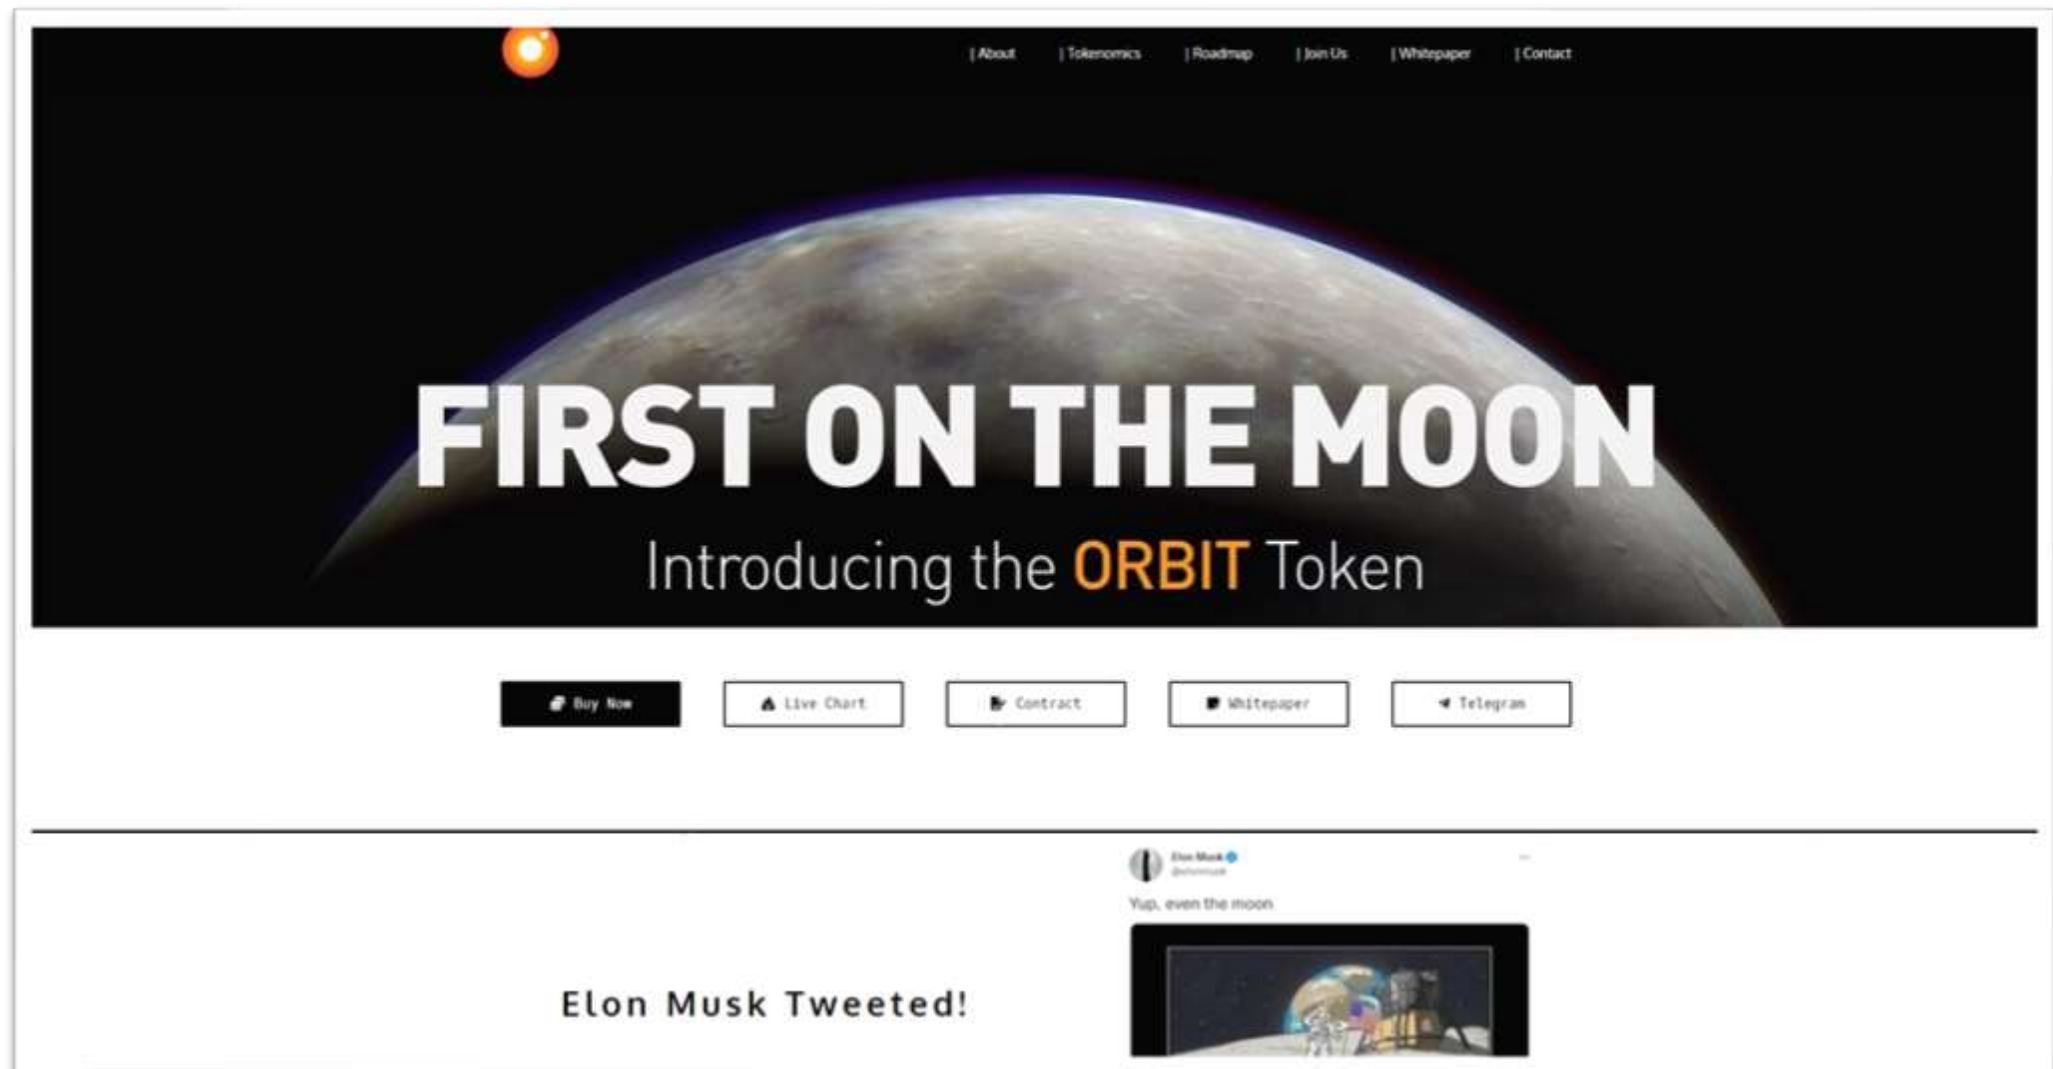 | About | Tokenomics | Roadmap | Join Us | Whitepaper | Contact
FIRST ON THE MOON
Introducing the ORBIT Token
Buy Now
Live Chart
Contract
Whitepaper
Telegram
Elon Musk
@elonmusk
Yup, even the moon
Elon Musk Tweeted!